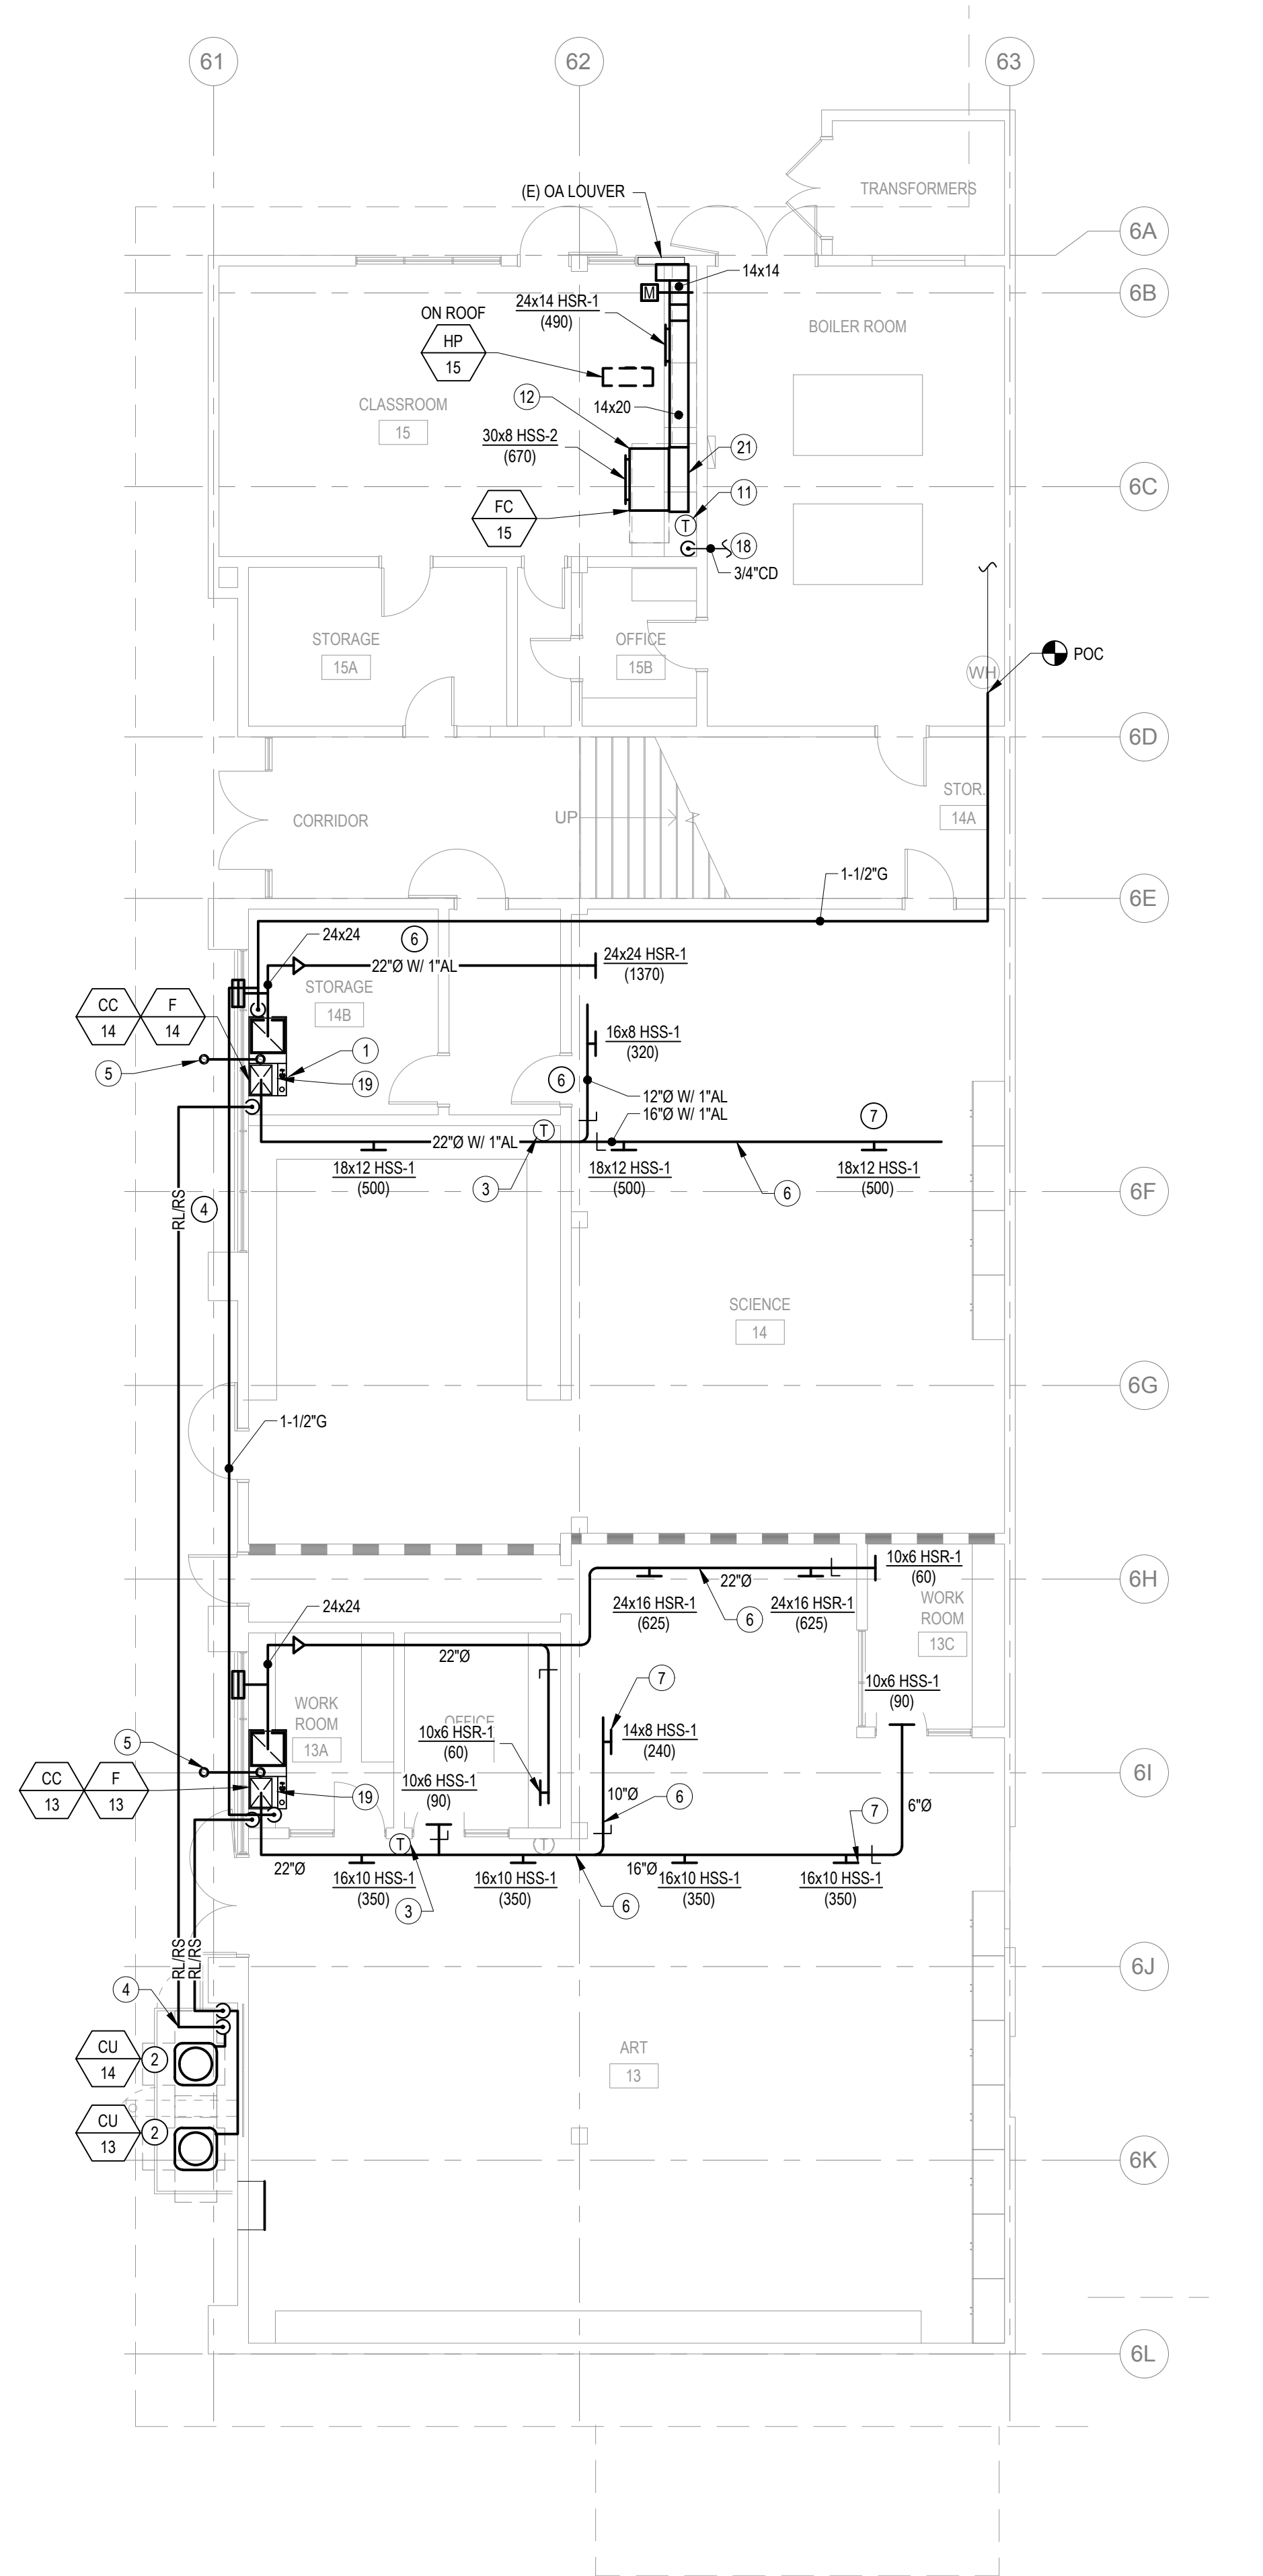 61
62
63
TRANSFORMERS
(E) OA LOUVER
6A
14x14
M
6B
24x14 HSR-1
(490)
ON ROOF
BOILER ROOM
HP
15
12
14x20
CLASSROOM
15
30x8 HSS-2
(670)
21
6C
11
FC
15
T
18
3/4"CD
STORAGE
15A
OFFICE
15B
POC
WH
6D
STOR.
14A
CORRIDOR
UP
1-1/2"G
6E
24x24
6
22"Ø W/ 1"AL
24x24 HSR-1
(1370)
STORAGE
14B
CC
14
F
14
16x8 HSS-1
(320)
1
5
19
6
12"Ø W/ 1"AL
16"Ø W/ 1"AL
7
T
22"Ø W/ 1"AL
18x12 HSS-1
(500)
18x12 HSS-1
(500)
18x12 HSS-1
(500)
3
6
6F
RL/RS
4
SCIENCE
14
6G
1-1/2"G
10x6 HSR-1
(60)
22"Ø
6H
24x24
24x16 HSR-1
(625)
6
24x16 HSR-1
(625)
WORK
ROOM
13C
22"Ø
7
10x6 HSS-1
(90)
WORK
ROOM
13A
OFFICE
10x6 HSR-1
(60)
14x8 HSS-1
(240)
5
CC
13
F
13
19
10x6 HSS-1
(90)
10"Ø
6
6I
7
6"Ø
T
T
22"Ø
16x10 HSS-1
(350)
3
16x10 HSS-1
(350)
6
16"Ø
16x10 HSS-1
(350)
16x10 HSS-1
(350)
RL/RS
RL/RS
6J
4
CU
14
2
ART
13
CU
13
2
6K
6L